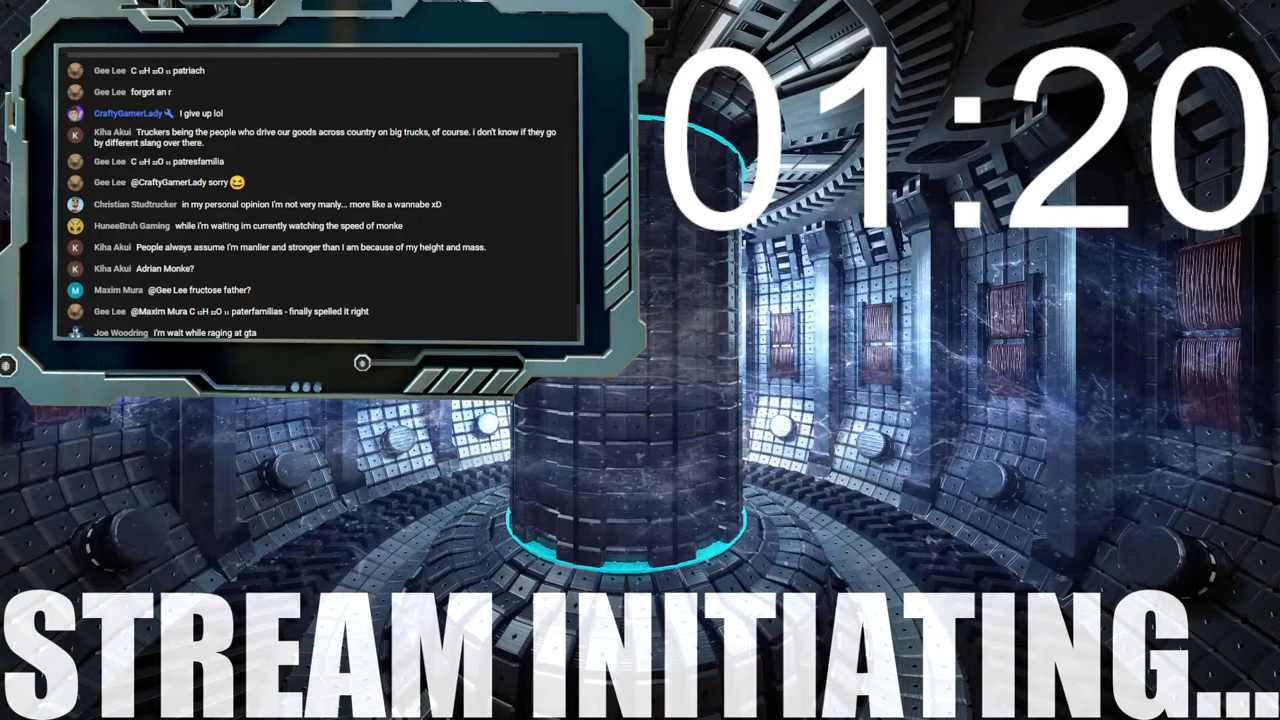 Gee Lee C ₁₂H ₂₂O ₁₁ patriach
Gee Lee forgot an r
CraftyGamerLady I give up lol
Kiha Akui Truckers being the people who drive our goods across country on big trucks, of course. i don't know if they go
by different slang over there.
Gee Lee C ₁₂H ₂₂O ₁₁ patresfamilia
Gee Lee @CraftyGamerLady sorry 😆
Christian Studtrucker in my personal opinion I'm not very manly... more like a wannabe xD
HuneeBruh Gaming while i'm waiting im currently watching the speed of monke
Kiha Akui People always assume I'm manlier and stronger than I am because of my height and mass.
K
Kiha Akui Adrian Monke?
K
Maxim Mura @Gee Lee fructose father?
M
Gee Lee @Maxim Mura C ₁₂H ₂₂O ₁₁ paterfamilias - finally spelled it right
Joe Woodring I'm wait while raging at gta
01:20
STREAM INITIATING...